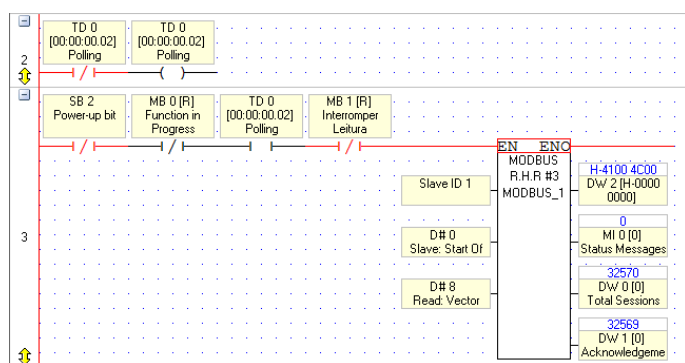 TD 0
[00:00:00.02]
Polling
TD 0
[00:00:00.02]
Polling
2
SB 2
Power-up bit
MB 0 [R]
Function in
Progress
TD 0
[00:00:00.02]
Polling
MB 1 [R]
Interromper
Leitura
EN ENO
MODBUS
R.H.R #3
MODBUS_1
Slave ID 1
H-4100 4C00
DW 2 [H-0000
0000]
3
D# 0
Slave: Start Of
0
MI 0 [0]
Status Messages
D# 8
Read: Vector
32570
DW 0 [0]
Total Sessions
32569
DW 1 [0]
Acknowledgeme